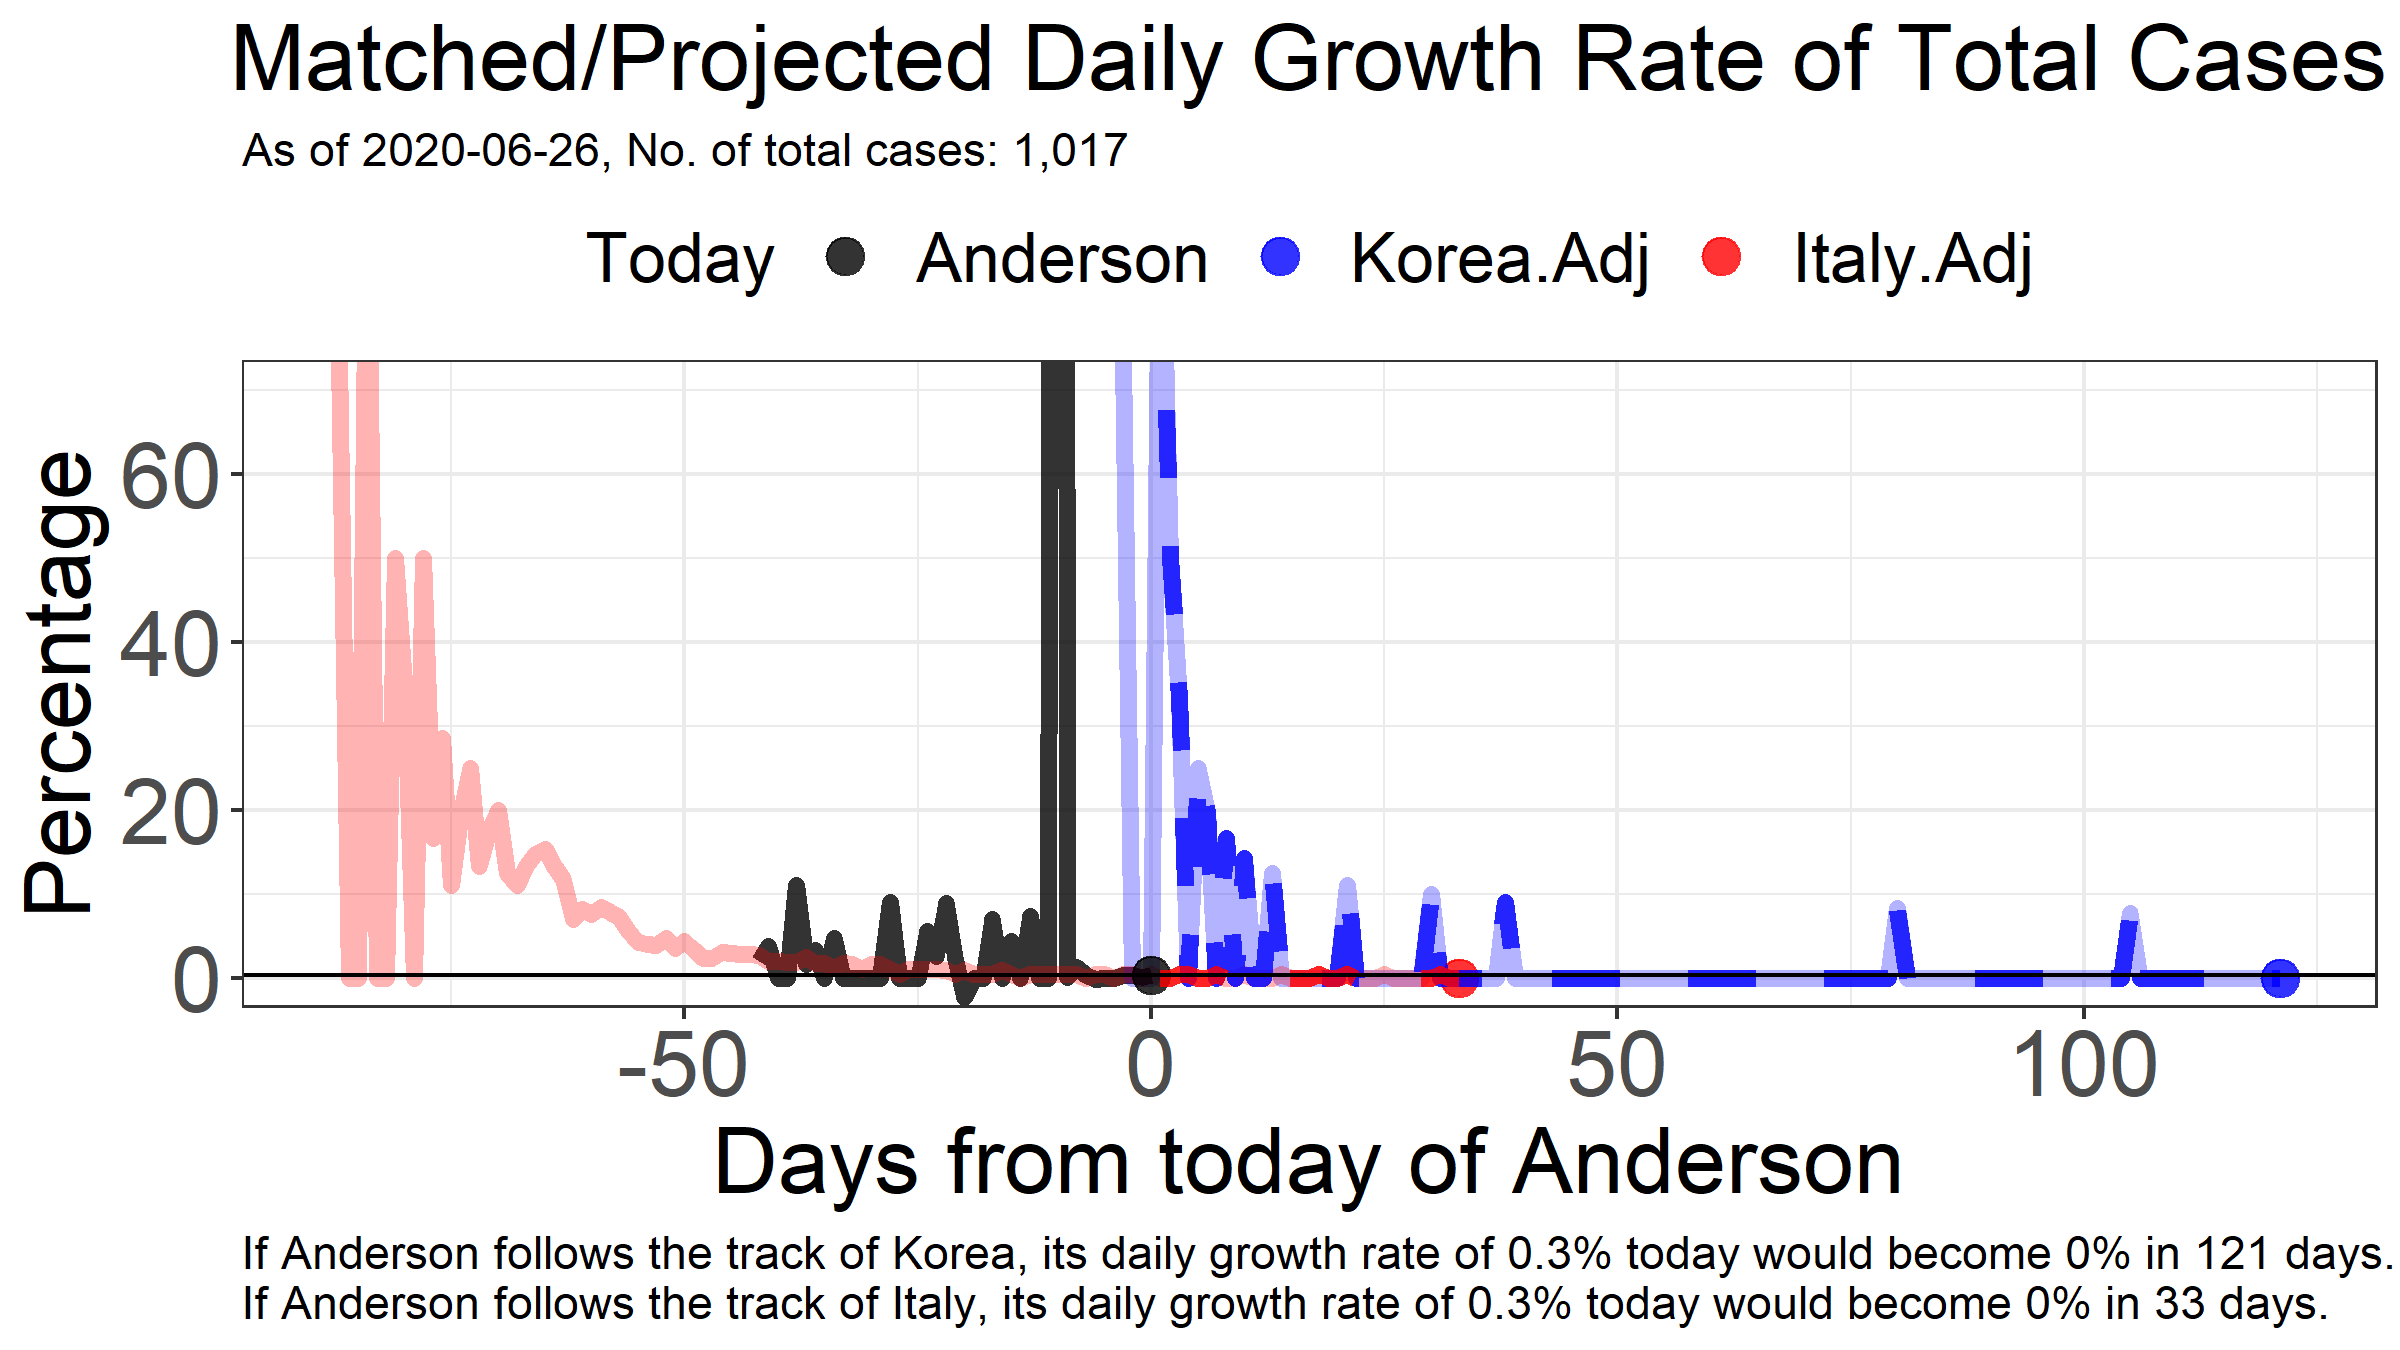 Matched/Projected Daily Growth Rate of Total Cases
As of 2020-06-26, No. of total cases: 1,017
Today Anderson Korea.Adj Italy.Adj
Percentage
60
40
20
0
-50 0 50 100
Days from today of Anderson
If Anderson follows the track of Korea, its daily growth rate of 0.3% today would become 0% in 121 days.
If Anderson follows the track of Italy, its daily growth rate of 0.3% today would become 0% in 33 days.